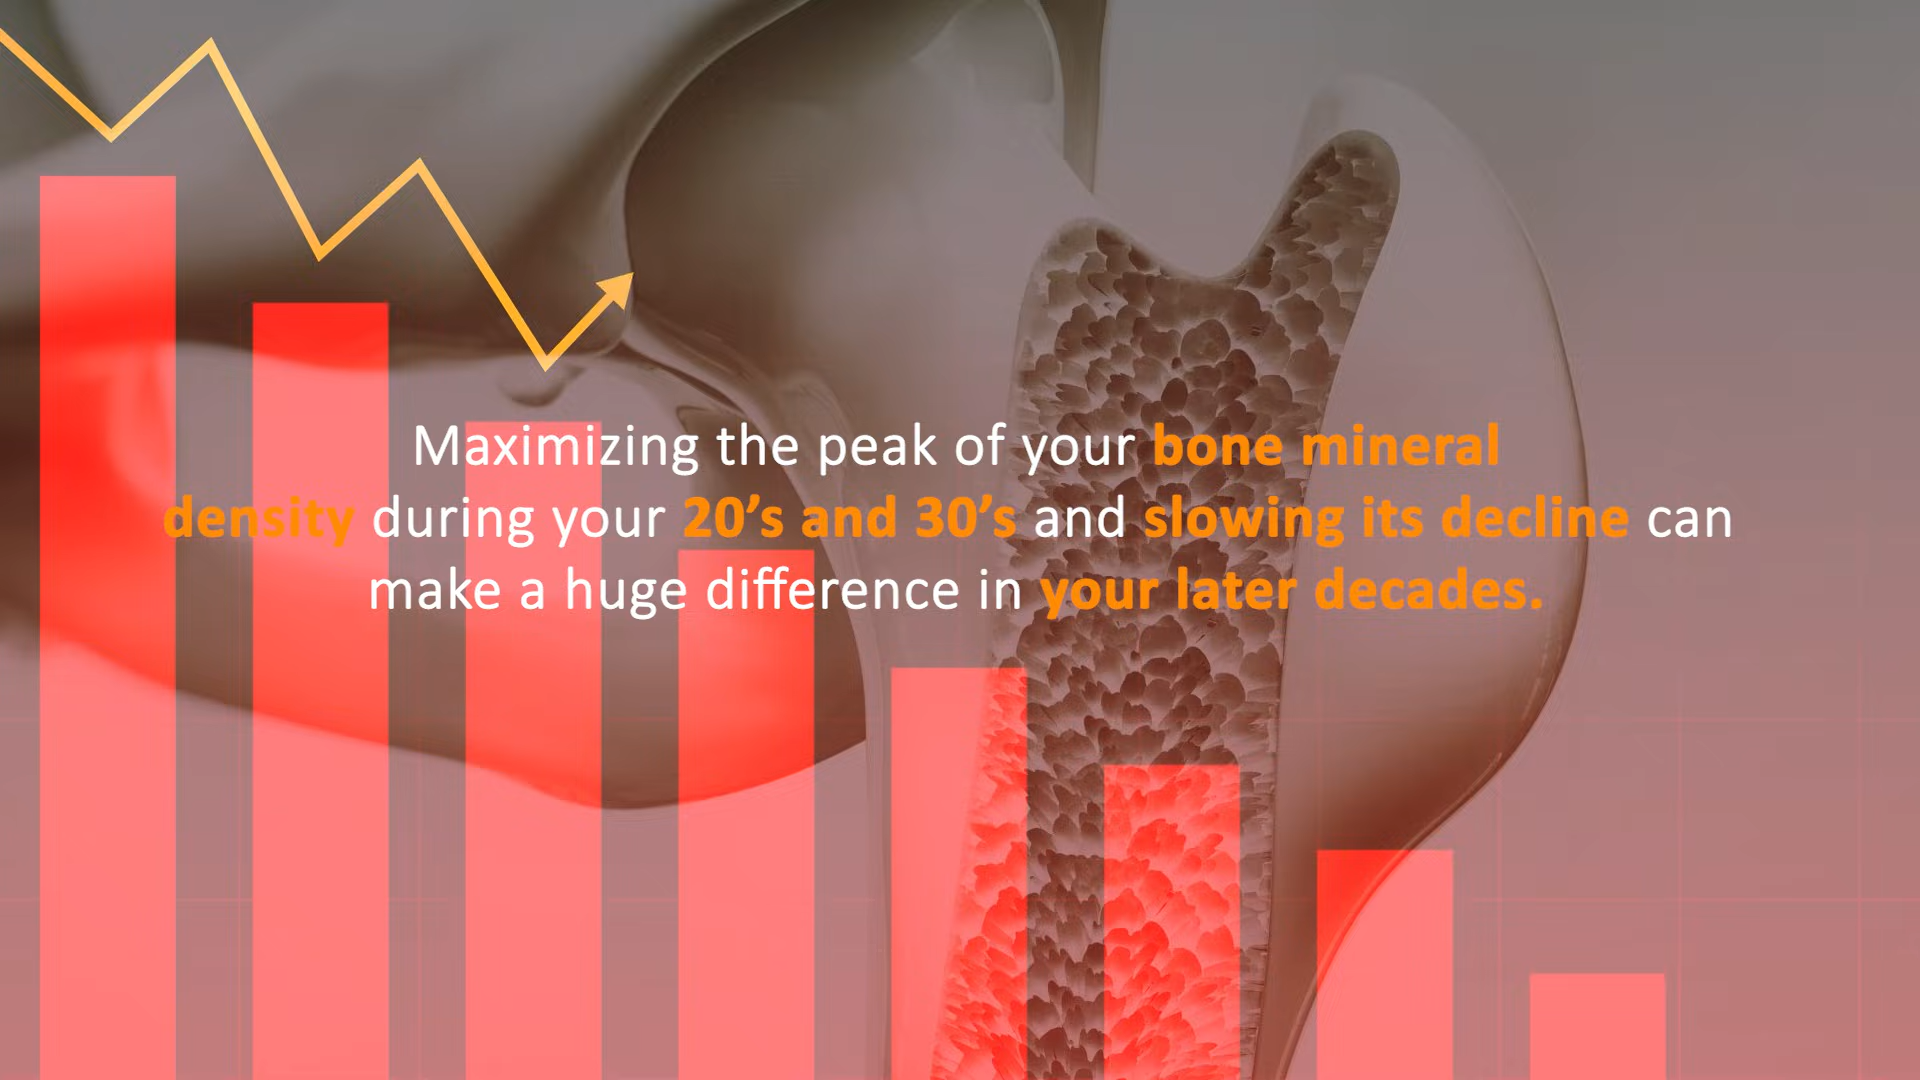 Maximizing the peak of your bone mineral
density during your 20’s and 30’s and slowing its decline can
make a huge difference in your later decades.